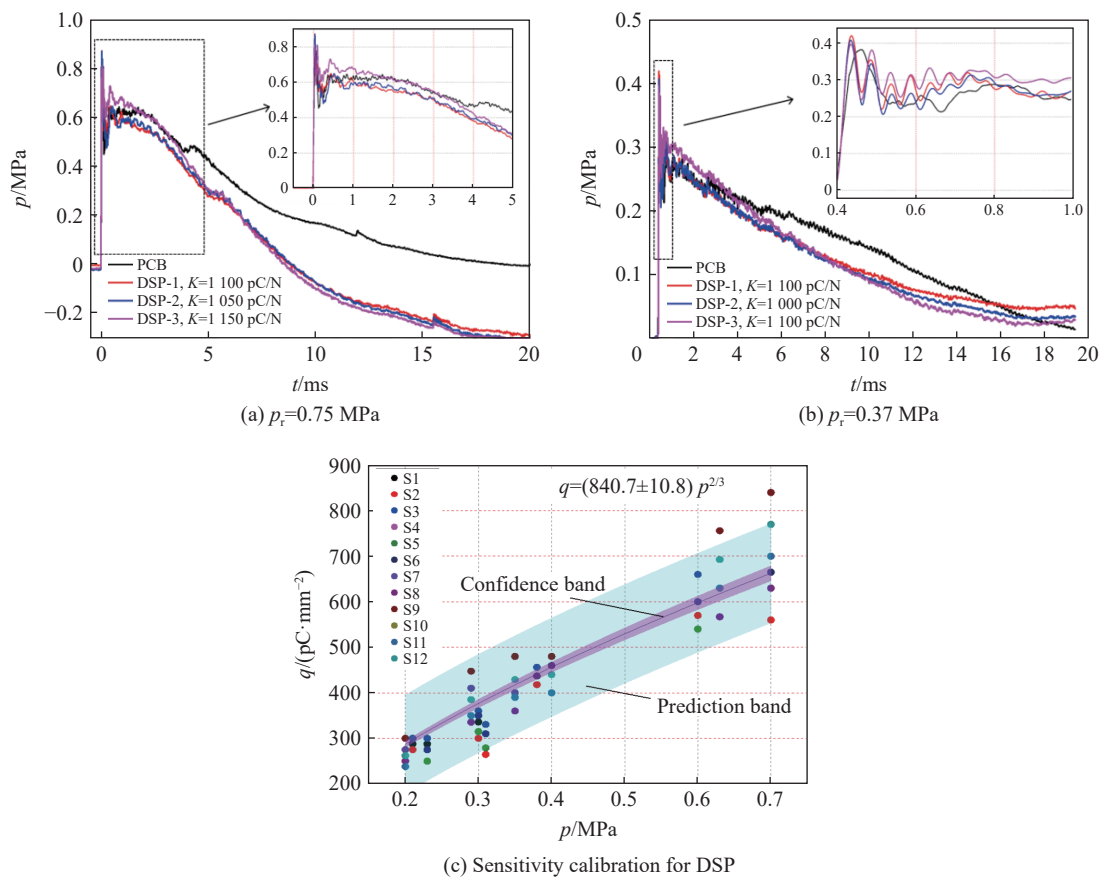 1.0
0.8
0.6
0.4
0.2
0
−0.2
p/MPa
0.8
0.6
0.4
0.2
0
0 1 2 3 4 5
PCB
DSP-1, K=1 100 pC/N
DSP-2, K=1 050 pC/N
DSP-3, K=1 150 pC/N
0 5 10 15 20
t/ms
(a) pr=0.75 MPa
0.5
0.4
0.3
0.2
0.1
0
p/MPa
0.4
0.3
0.2
0.1
0
0.4 0.6 0.8 1.0
PCB
DSP-1, K=1 100 pC/N
DSP-2, K=1 000 pC/N
DSP-3, K=1 100 pC/N
0 2 4 6 8 10 12 14 16 18 20
t/ms
(b) pr=0.37 MPa
900
800
700
600
500
400
300
200
q/(pC·mm−2)
S1
S2
S3
S4
S5
S6
S7
S8
S9
S10
S11
S12
q=(840.7±10.8) p2/3
Confidence band
Prediction band
0.2 0.3 0.4 0.5 0.6 0.7
p/MPa
(c) Sensitivity calibration for DSP